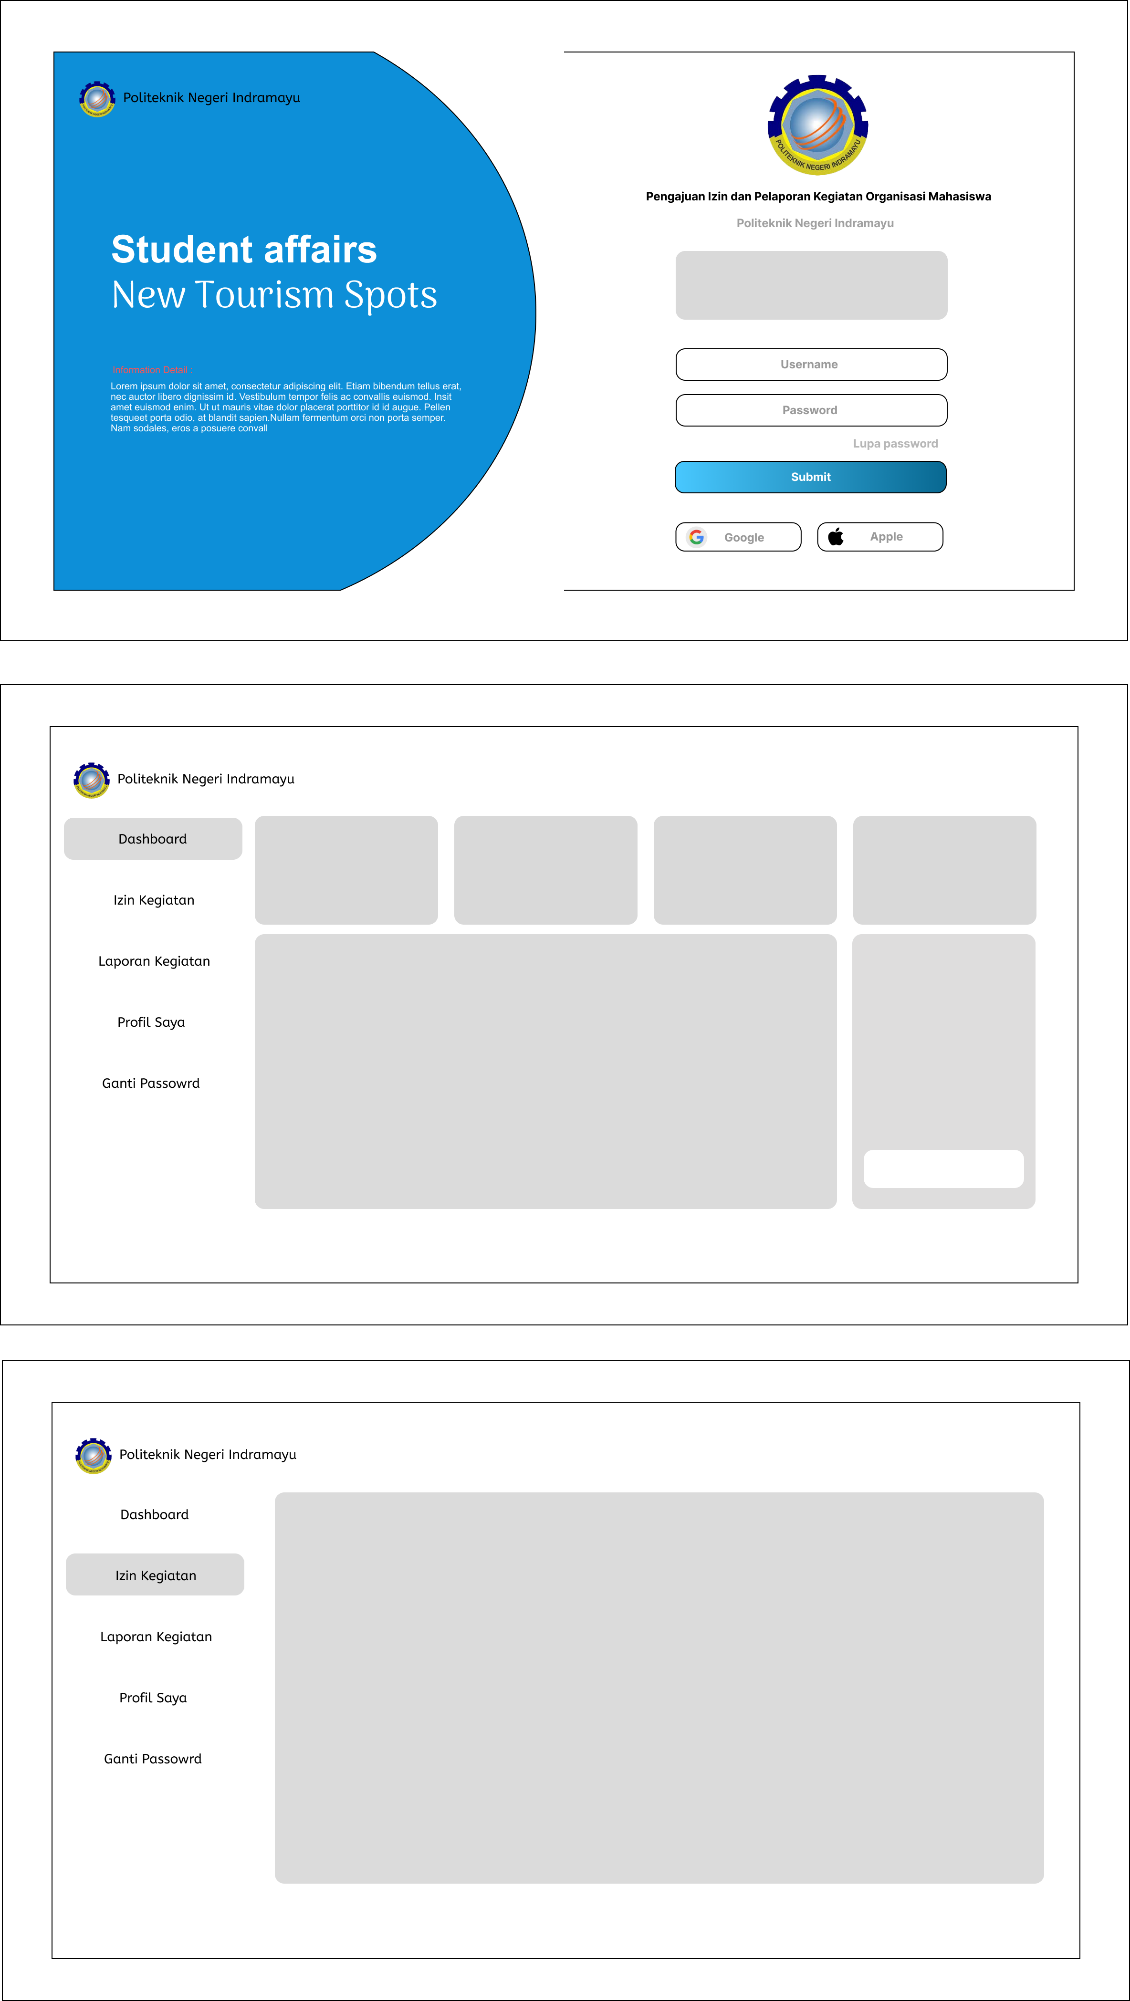 Politeknik Negeri Indramayu
Student affairs
New Tourism Spots
Information Detail
Lorem ipsum dolor sit amet, consectetur adipiscing elit. Etiam bibendum tellus erat,
nec auctor libero dignissim id. Vestibulum tempor felis ac convallis euismod. Insit
amet euismod enim. Ut ut mauris vitae dolor placerat porttitor id id augue. Pellen
tesqueet porta odio. at blandit sapien.Nullam fermentum orci non porta semper.
Nam sodales, eros a posuere convall
POLITEKNIK NEGERI INDRAMAYU
Pengajuan Izin dan Pelaporan Kegiatan Organisasi Mahasiswa
Politeknik Negeri Indramayu
Username
Password
Lupa password
Submit
Google
Apple
Politeknik Negeri Indramayu
Dashboard
Izin Kegiatan
Laporan Kegiatan
Profil Saya
Ganti Passowrd
Politeknik Negeri Indramayu
Dashboard
Izin Kegiatan
Laporan Kegiatan
Profil Saya
Ganti Passowrd